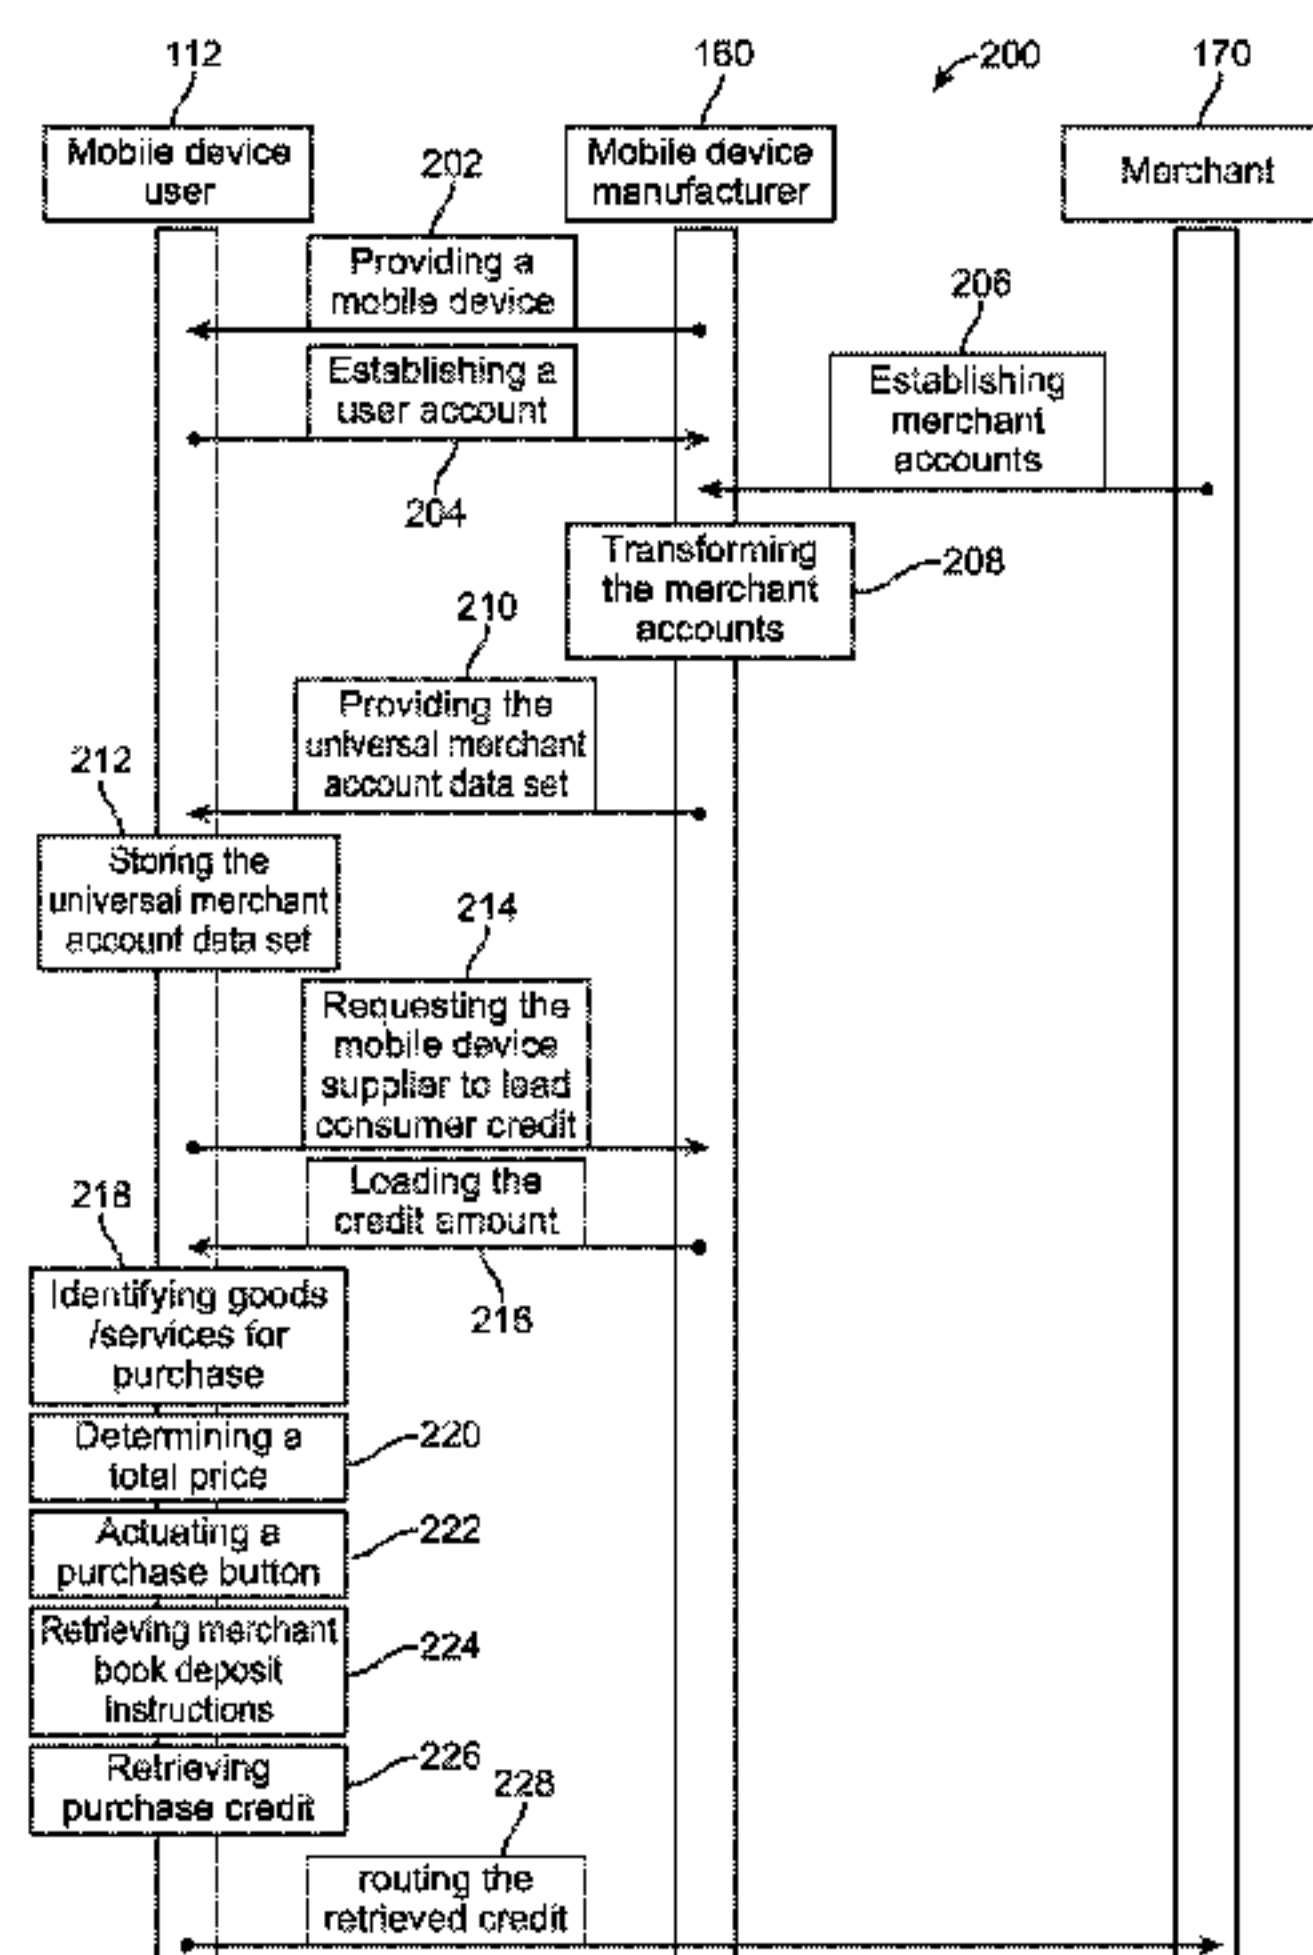 112
160
200
170
Mobile device
user
Mobile device
manufacturer
Merchant
202
Providing a
mobile device
206
Establishing a
user account
Establishing
merchant
accounts
204
Transforming
the merchant
accounts
208
210
Providing the
universal merchant
account data set
212
Storing the
universal merchant
account data set
214
Requesting the
mobile device
supplier to load
consumer credit
218
Loading the
credit amount
216
Identifying goods
/services for
purchase
Determining a
total price
220
Actuating a
purchase button
222
Retrieving merchant
book deposit
instructions
224
Retrieving
purchase credit
226
228
routing the
retrieved credit